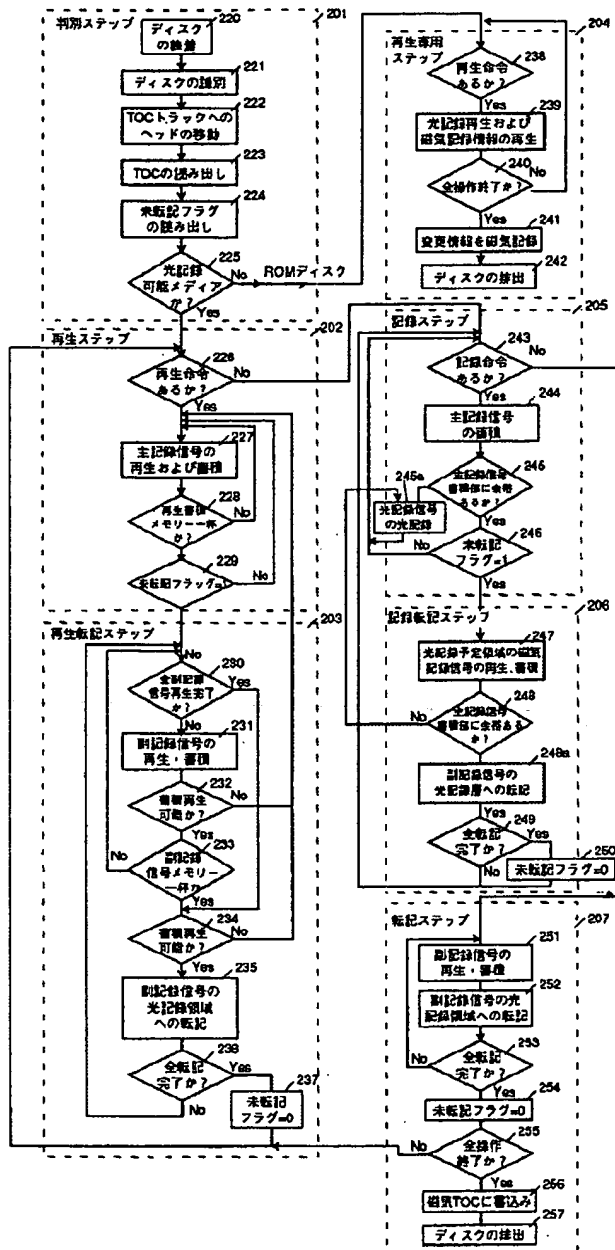 判別ステップ
201
220
ディスク
の装着
221
ディスクの識別
222
TOCトラックへの
ヘッドの移動
223
TOCの読み出し
224
未転記フラグ
の読み出し
225
光記録
可能メディア
か?
No
ROMディスク
Yes
204
再生専用
ステップ
238
再生命令
あるか?
Yes
239
光記録再生および
磁気記録情報の再生
240
全操作終了か?
No
Yes
241
変更情報を磁気記録
242
ディスクの排出
再生ステップ
202
226
再生命令
あるか?
No
Yes
227
主記録信号の
再生および蓄積
228
再生蓄積
メモリー一杯
か?
No
229
未転記フラッグ=1
No
205
記録ステップ
243
記録命令
あるか?
No
Yes
244
主記録信号
の蓄積
245
主記録信号
蓄積部に余裕
あるか?
245a
光記録信号
の光記録
Yes
246
未転記
フラグ=1
No
Yes
203
再生転記ステップ
No
230
全副記録
信号再生完了
か?
Yes
No
231
副記録信号の
再生・蓄積
232
蓄積再生
可能か?
No
Yes
233
副記録
信号メモリー
一杯か
No
Yes
234
蓄積再生
可能か?
No
Yes
235
副記録信号の
光記録領域
への転記
236
全転記
完了か?
Yes
No
237
未転記
フラグ=0
206
記録転記ステップ
247
光記録予定領域の磁気
記録信号の再生、蓄積
248
主記録信号
蓄積部に余裕ある
か?
No
248a
副記録信号の
光記録層への転記
249
全転記
完了か?
Yes
No
250
未転記フラグ=0
207
転記ステップ
251
副記録信号の
再生・蓄積
252
副記録信号の光
記録領域への転記
253
全転記
完了か?
No
Yes
254
未転記フラグ=0
255
全操作
終了か?
No
Yes
256
磁気TOCに書込み
257
ディスクの排出